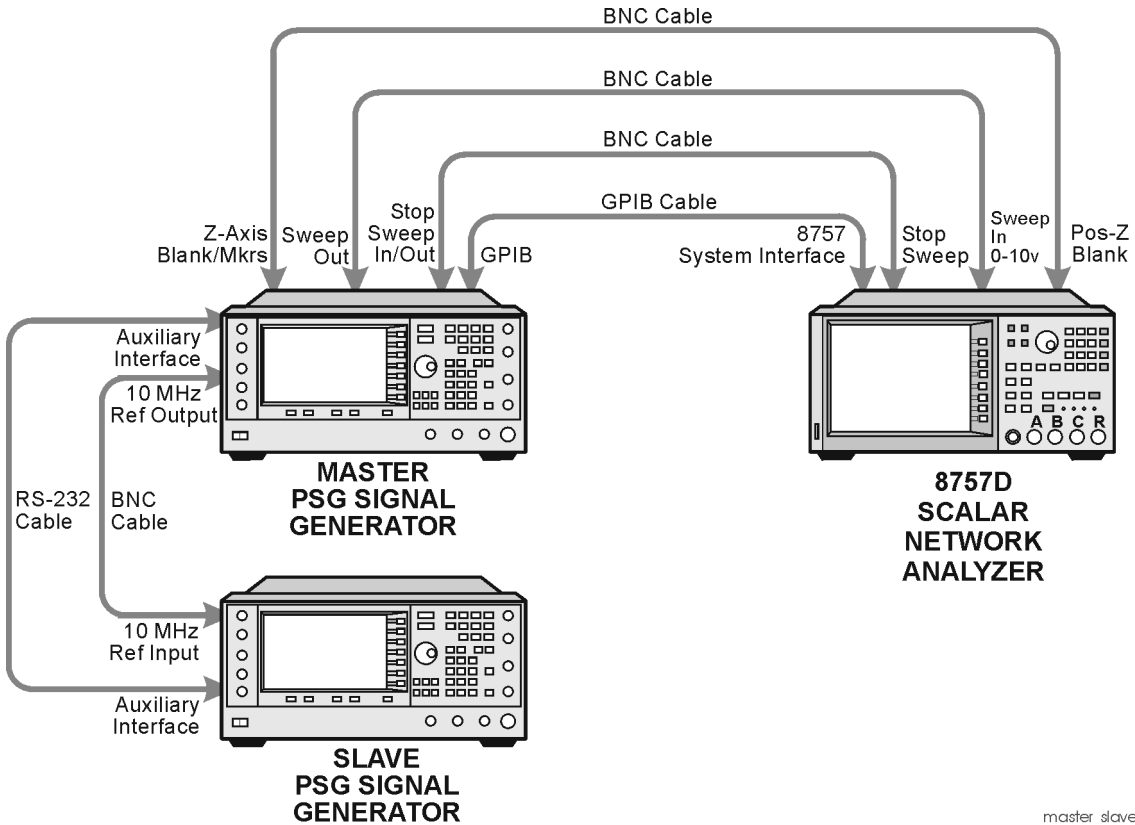 BNC Cable
BNC Cable
BNC Cable
GPIB Cable
Z-Axis
Blank/Mkrs
Sweep
Out
Stop
Sweep
In/Out
GPIB
8757
System Interface
Stop
Sweep
Sweep
In
0-10v
Pos-Z
Blank
Auxiliary
Interface
10 MHz
Ref Output
A B C R
MASTER
PSG SIGNAL
GENERATOR
8757D
SCALAR
NETWORK
ANALYZER
RS-232
Cable
BNC
Cable
10 MHz
Ref Input
Auxiliary
Interface
SLAVE
PSG SIGNAL
GENERATOR
master slave